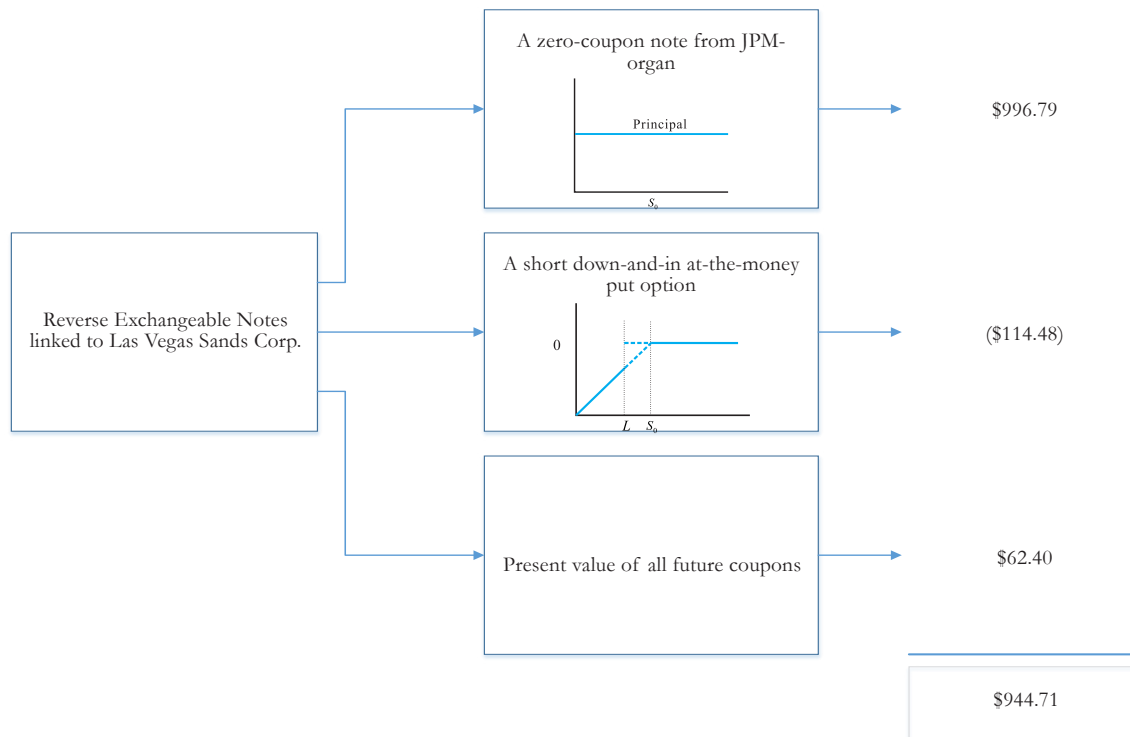 A zero-coupon note from JPM-
organ
Principal
S₀
$996.79
Reverse Exchangeable Notes
linked to Las Vegas Sands Corp.
A short down-and-in at-the-money
put option
0
L S₀
($114.48)
Present value of all future coupons
$62.40
$944.71